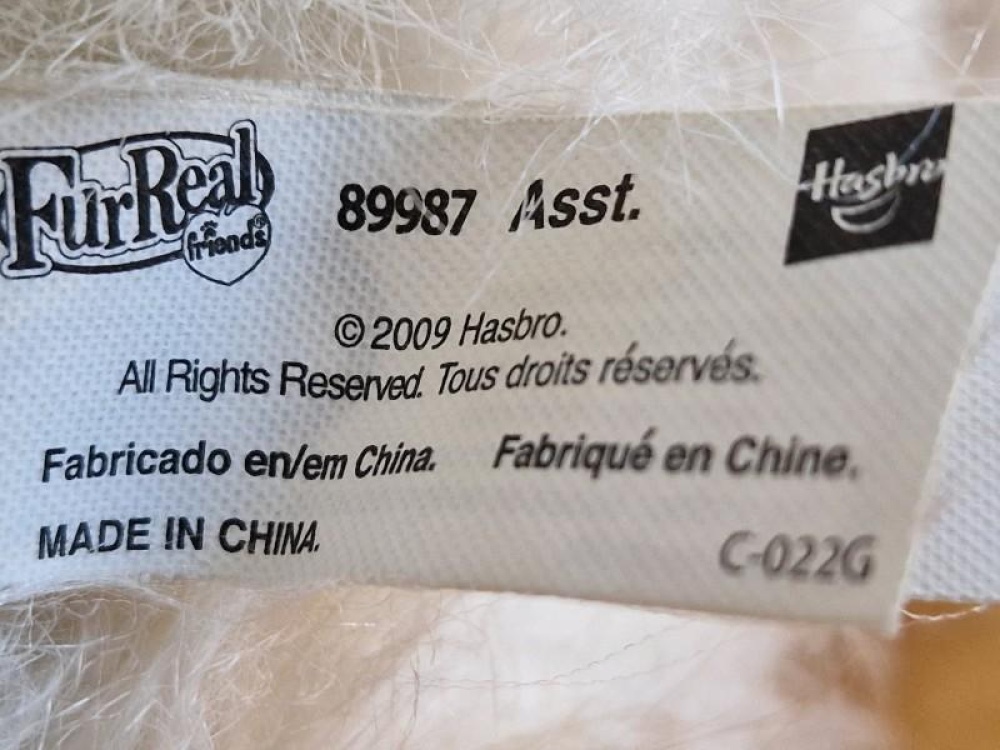 FurReal friends® 89987 Asst. Hasbro
© 2009 Hasbro.
All Rights Reserved. Tous droits réservés.
Fabricado en/em China. Fabriqué en Chine.
MADE IN CHINA. C-022G